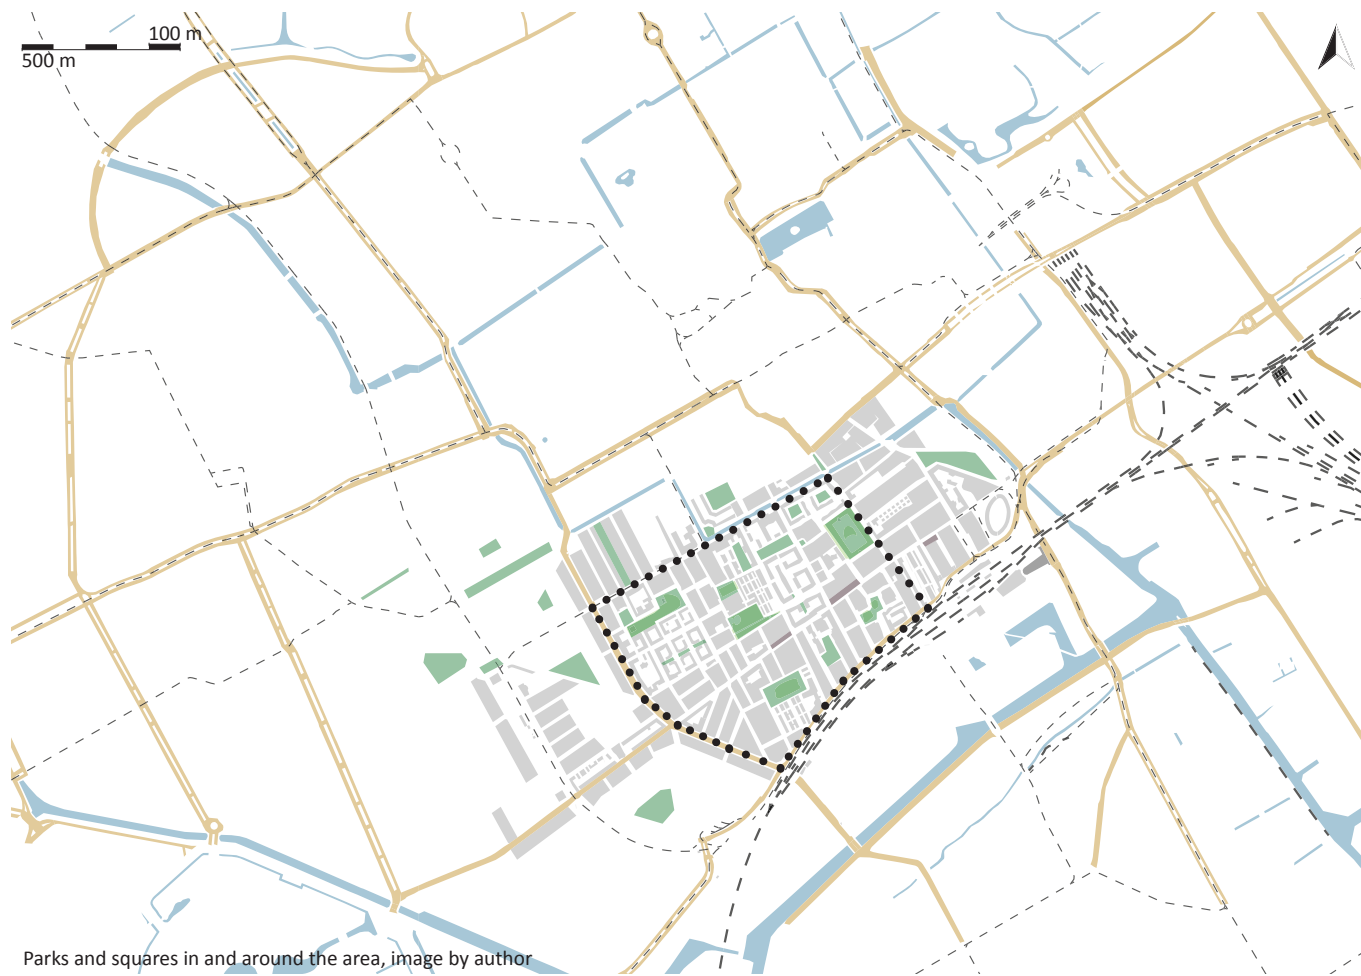 100 m
500 m
Parks and squares in and around the area, image by author